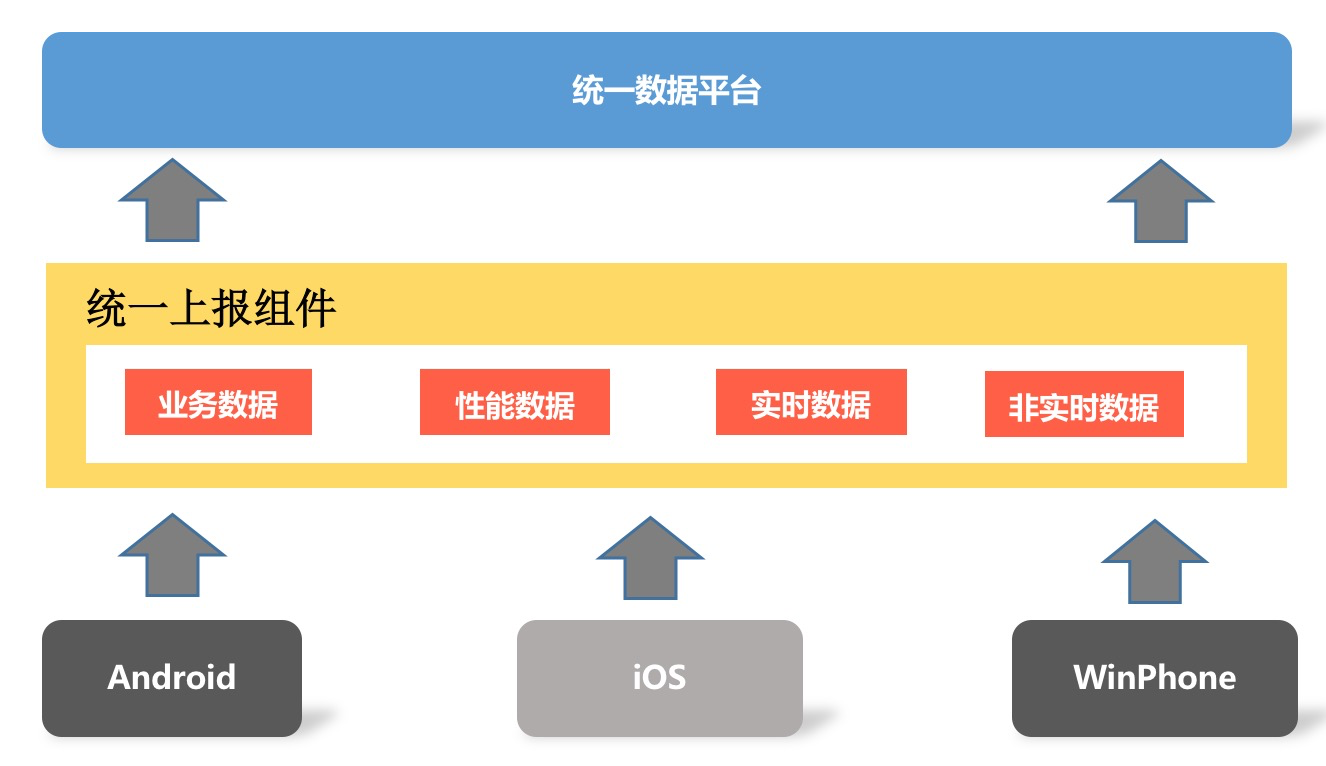 统一数据平台
统一上报组件
业务数据
性能数据
实时数据
非实时数据
Android
iOS
WinPhone